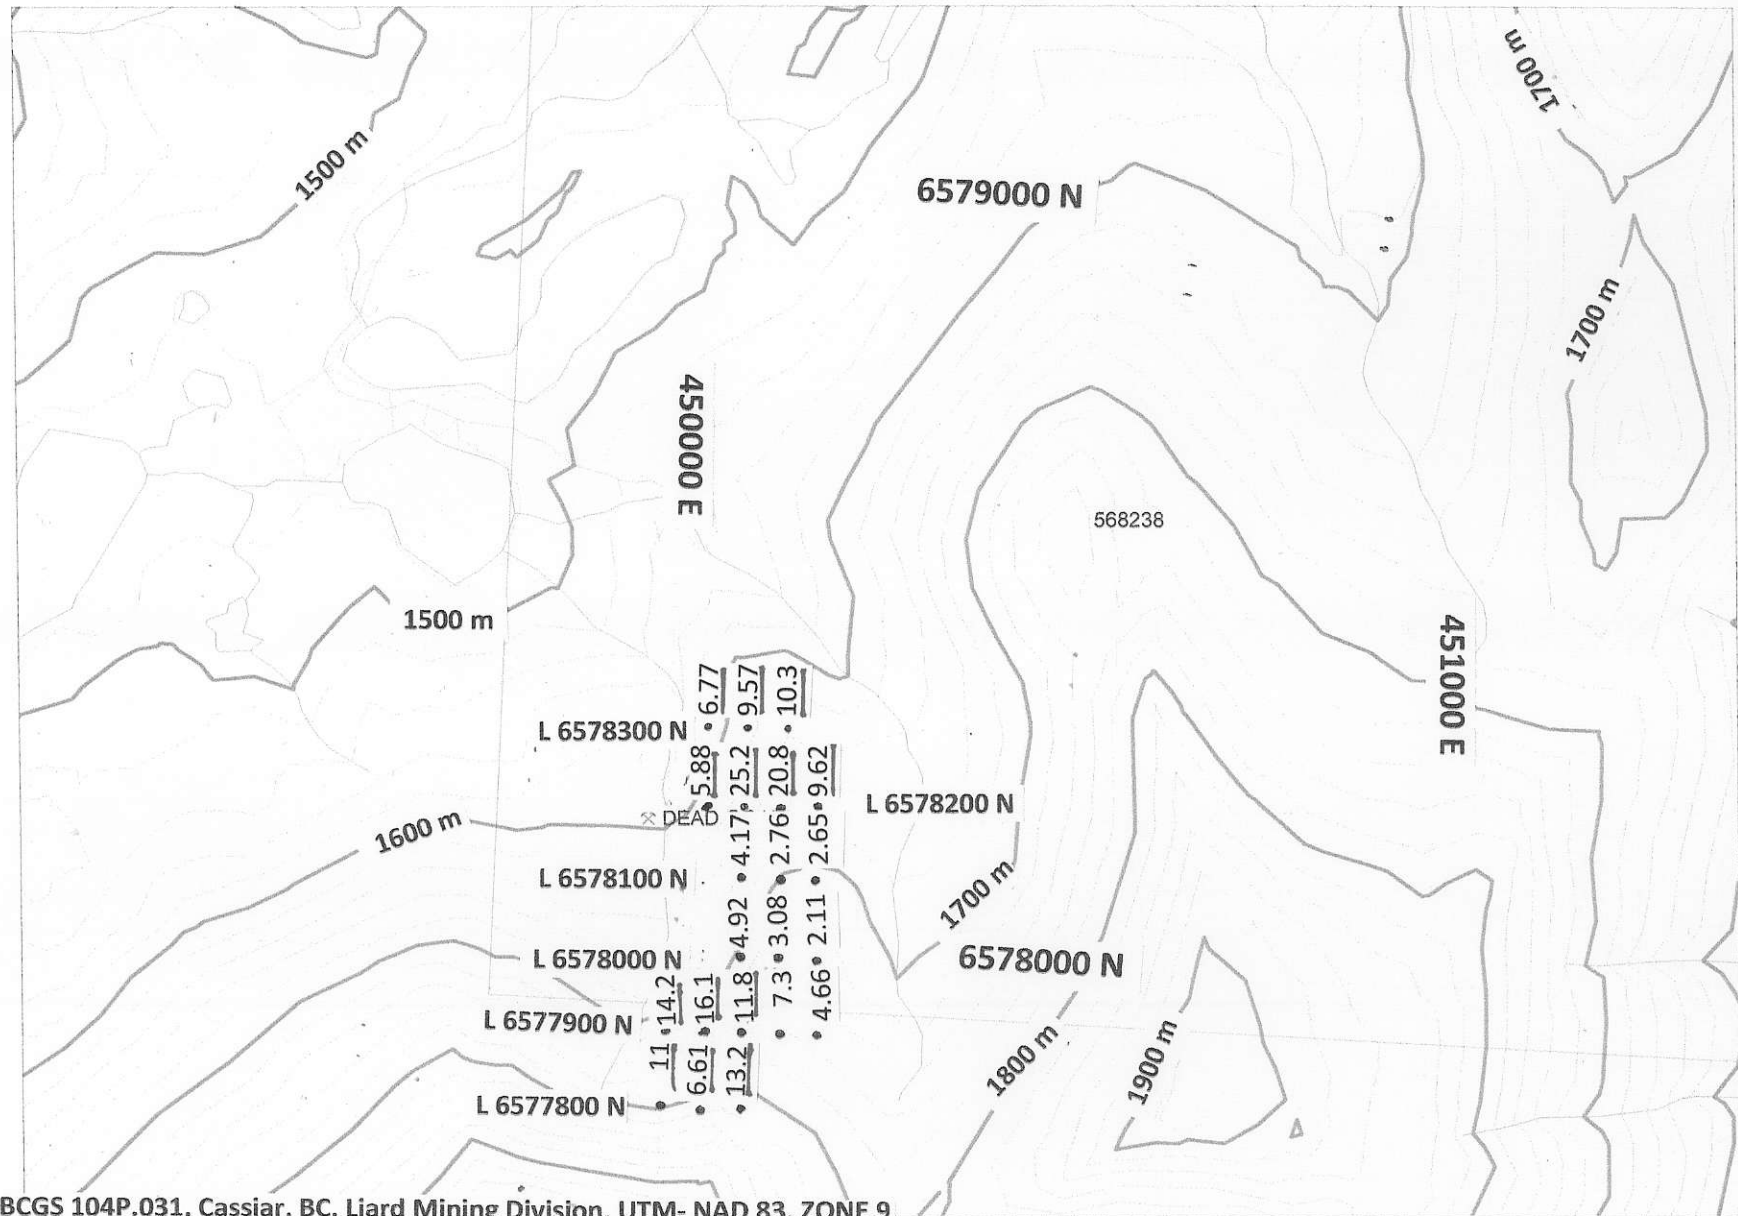 1700 m
1500 m
6579000 N
1700 m
450000 E
568238
1500 m
451000 E
6.77
9.57
10.3
L 6578300 N
5.88
25.2
20.8
9.62
L 6578200 N
DEAD
1600 m
4.17
2.76
2.65
L 6578100 N
1700 m
4.92
3.08
2.11
L 6578000 N
6578000 N
14.2
16.1
11.8
7.3
4.66
L 6577900 N
11
6.61
13.2
1800 m
1900 m
L 6577800 N
BCGS 104P.031, Cassiar, BC, Liard Mining Division, UTM- NAD 83, ZONE 9